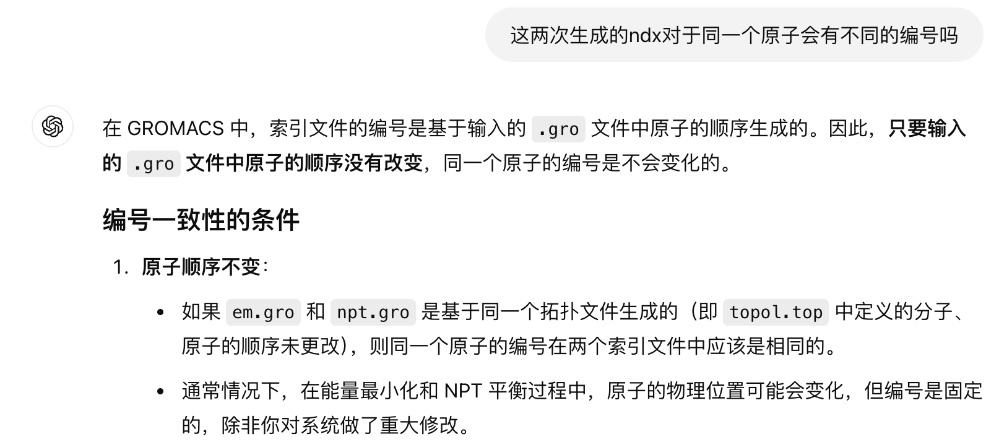 这两次生成的ndx对于同一个原子会有不同的编号吗
在 GROMACS 中，索引文件的编号是基于输入的 .gro 文件中原子的顺序生成的。因此，只要输入
的 .gro 文件中原子的顺序没有改变，同一个原子的编号是不会变化的。
编号一致性的条件
1. 原子顺序不变：
• 如果 em.gro 和 npt.gro 是基于同一个拓扑文件生成的（即 topol.top 中定义的分子、
原子的顺序未更改），则同一个原子的编号在两个索引文件中应该是相同的。
• 通常情况下，在能量最小化和 NPT 平衡过程中，原子的物理位置可能会变化，但编号是固定
的，除非你对系统做了重大修改。